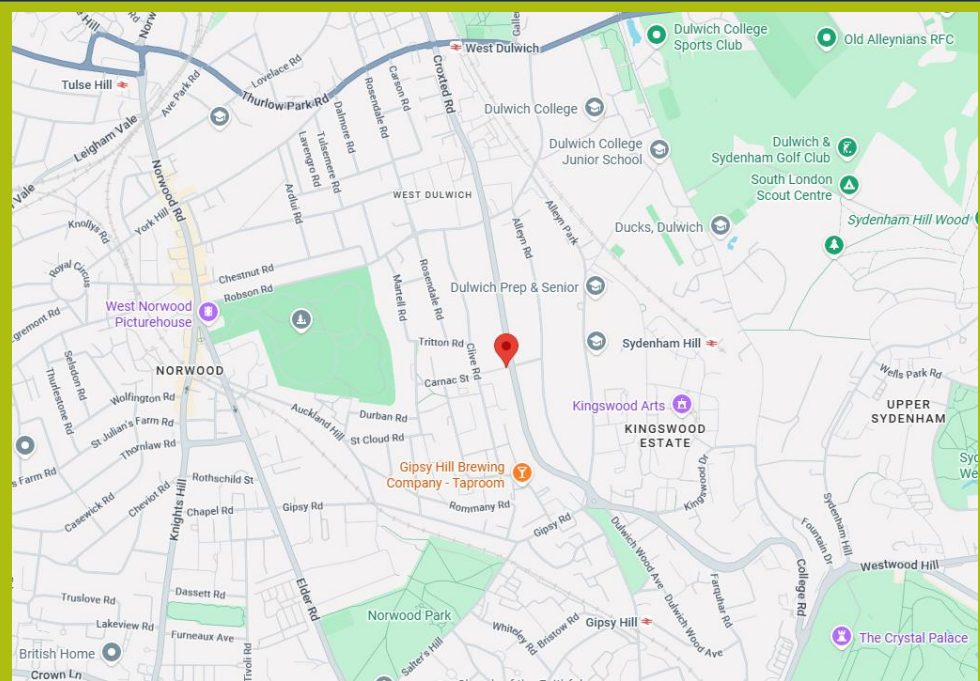 West Dulwich
Dulwich College
Sports Club
Old Alleynians RFC
Tulse Hill
Lovelace Rd
Ave Park Rd
Thurlow Park Rd
Carson Rd
Rosendale Rd
Croxted Rd
Dalmore Rd
Tulsemere Rd
Lavengro Rd
Ardlui Rd
Dulwich College
Dulwich College
Junior School
Dulwich &
Sydenham Golf Club
South London
Scout Centre
Leigham Vale
Norwood Rd
York Hill
Knollys Rd
Royal Circus
WEST DULWICH
Alleyn Park
Alleyn Rd
Ducks, Dulwich
Sydenham Hill Wood
Chestnut Rd
Robson Rd
Martell Rd
Rosendale Rd
Dulwich Prep & Senior
West Norwood
Picturehouse
Tritton Rd
Clive Rd
Sydenham Hill
Selsdon Rd
Thurlestone Rd
NORWOOD
Carnac St
Wells Park Rd
Wolfington Rd
Auckland Hill
Durban Rd
Kingswood Arts
KINGSWOOD
ESTATE
UPPER
SYDENHAM
St Julian's Farm Rd
Thornlaw Rd
St Cloud Rd
Gipsy Hill Brewing
Company - Taproom
Rothschild St
Cheviot Rd
Casewick Rd
Knights Hill
Chapel Rd
Gipsy Rd
Rommany Rd
Gipsy Rd
Kingswood Dr
Sydenham Hill
Fountain Dr
Dulwich Wood Ave
Farquhar Rd
College Rd
Westwood Hill
Elder Rd
Dassett Rd
Truslove Rd
Norwood Park
Lakeview Rd
Furneaux Ave
Tivoli Rd
Salter's Hill
Whiteley Rd
Bristow Rd
Gipsy Hill
Dulwich Wood Ave
The Crystal Palace
British Home
Crown Ln